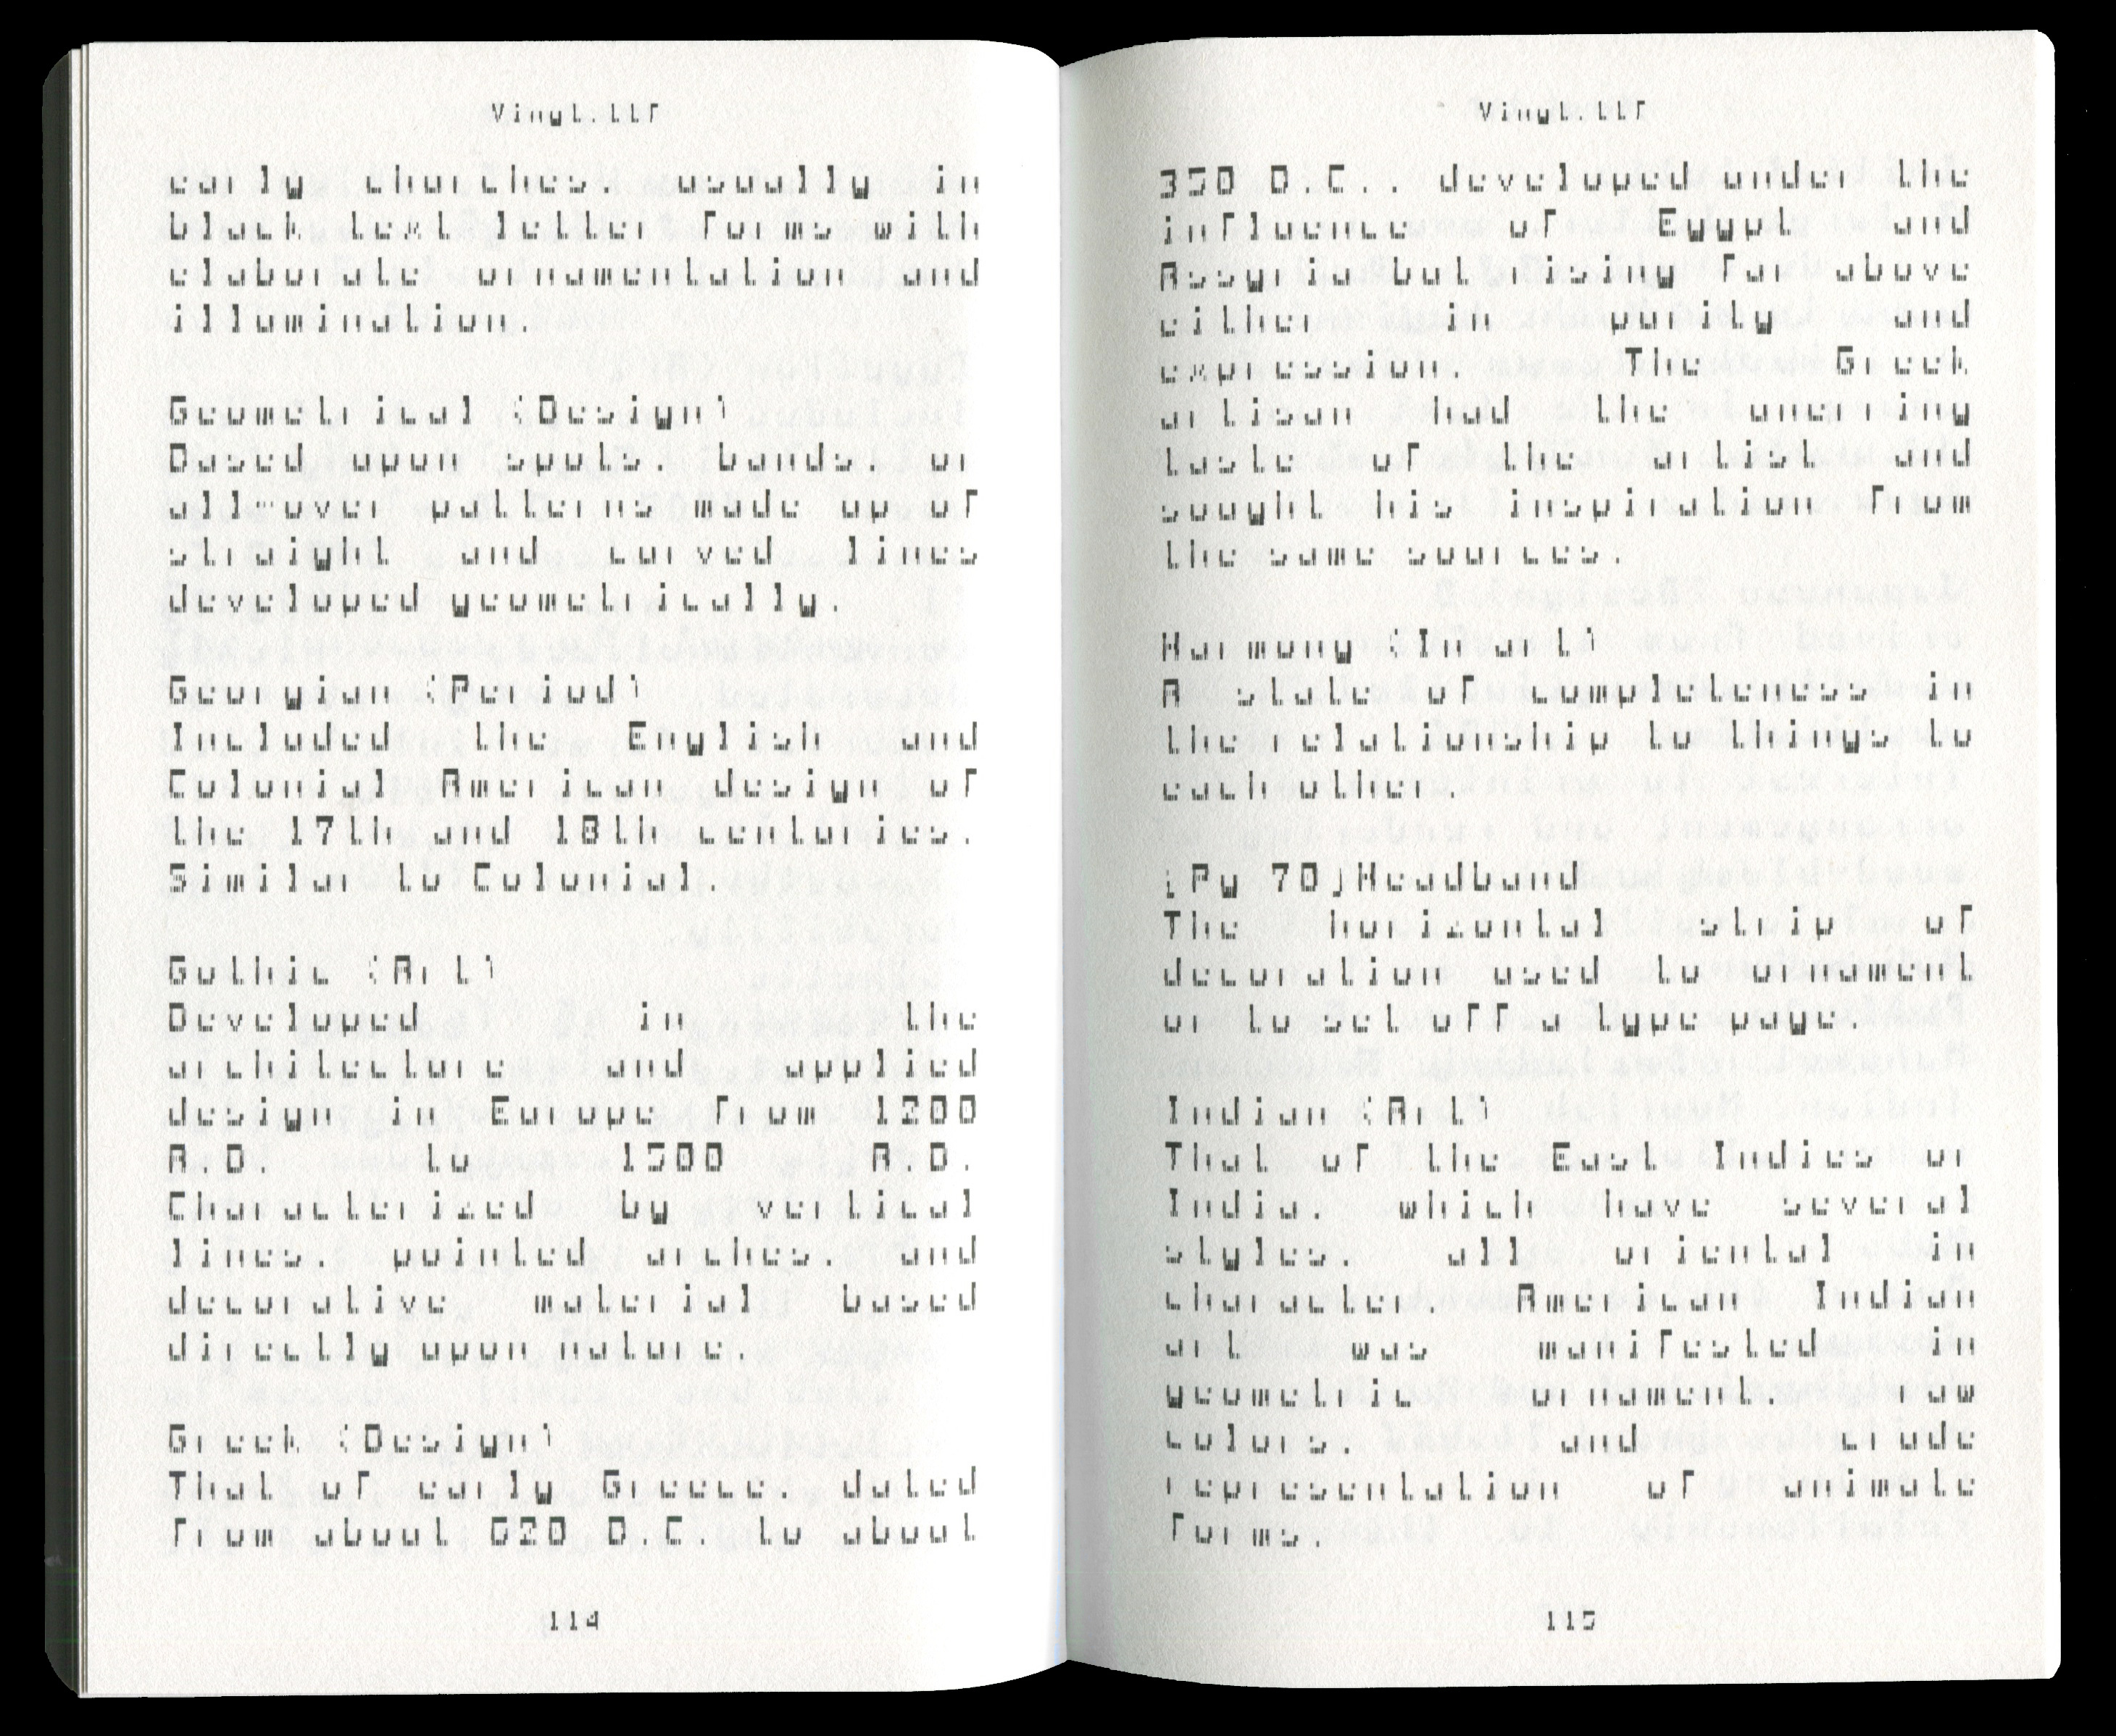 Vinyl.ttf
early churches, usually in
black text letter forms with
elaborate ornamentation and
illumination.
Geometrical (Design)
Based upon spots, bands, or
all-over patterns made up of
straight and curved lines
developed geometrically.
Georgian (Period)
Included the English and
Colonial American design of
the 17th and 18th centuries.
Similar to Colonial.
Gothic (Art)
Developed in the
architecture and applied
design in Europe from 1200
A.D. to 1500 A.D.
Characterized by vertical
lines, pointed arches, and
decorative material based
directly upon nature.
Greek (Design)
That of early Greece, dated
from about 620 B.C. to about
114
Vinyl.ttf
350 B.C., developed under the
influence of Egypt and
Assyria but rising far above
either in purity and
expression. The Greek
artisan had the unerring
taste of the artist and
sought his inspiration from
the same sources.
Harmony (In art)
A state of completeness in
the relationship to things to
each other.
[Pg 70]Headband
The horizontal strip of
decoration used to ornament
or to set off a type page.
Indian (Art)
That of the East Indies or
India, which have several
styles, all oriental in
character. American Indian
art was manifested in
geometric ornament, raw
colors, and crude
representation of animate
forms.
115